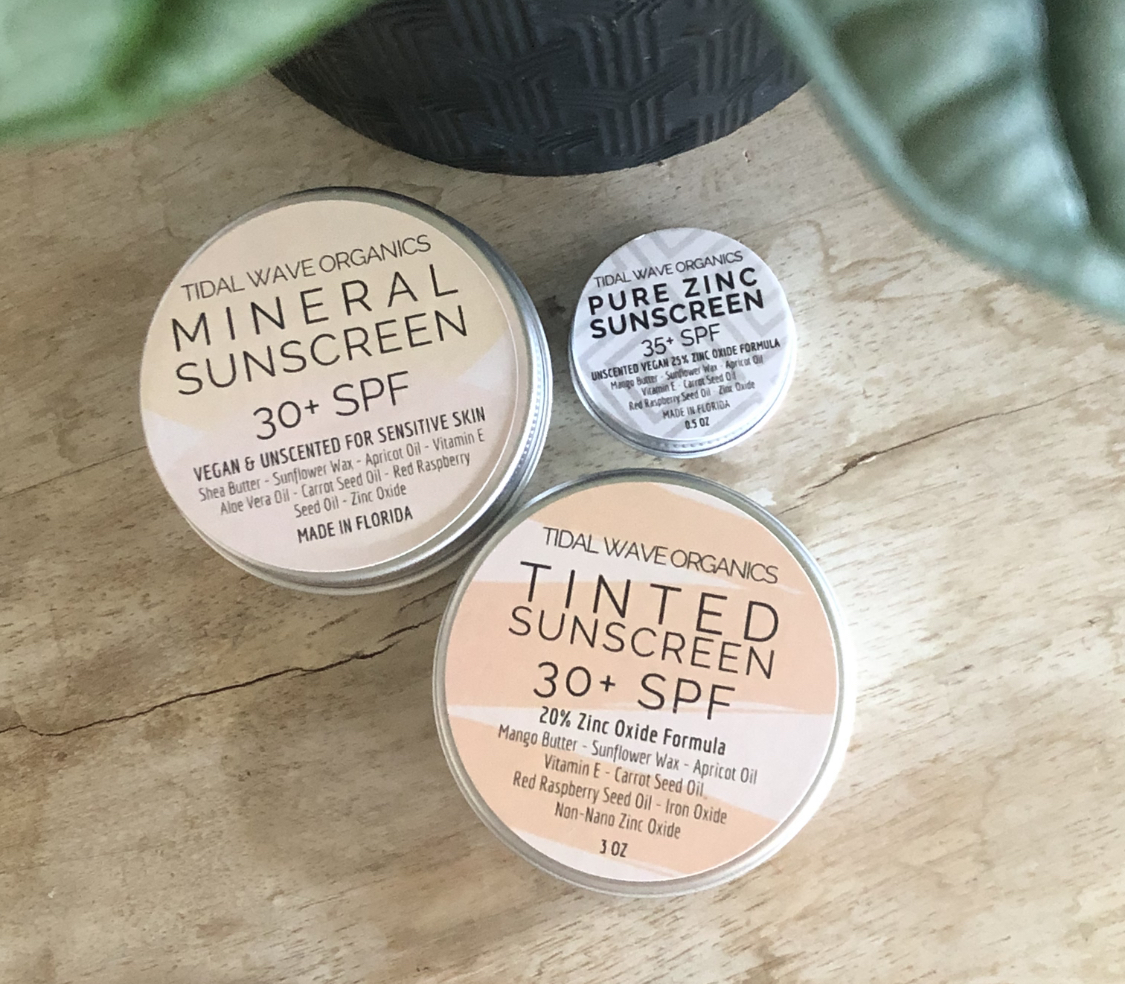 TIDAL WAVE ORGANICS
MINERAL
SUNSCREEN
30+ SPF
VEGAN & UNSCENTED FOR SENSITIVE SKIN
Shea Butter - Sunflower Wax - Apricot Oil - Vitamin E
Aloe Vera Oil - Carrot Seed Oil - Red Raspberry
Seed Oil - Zinc Oxide
MADE IN FLORIDA
TIDAL WAVE ORGANICS
PURE ZINC
SUNSCREEN
35+ SPF
UNSCENTED VEGAN 25% ZINC OXIDE FORMULA
Mango Butter - Sunflower Wax - Apricot Oil
Vitamin E - Carrot Seed Oil
Red Raspberry Seed Oil - Zinc Oxide
MADE IN FLORIDA
0.5 OZ
TIDAL WAVE ORGANICS
TINTED
SUNSCREEN
30+ SPF
20% Zinc Oxide Formula
Mango Butter - Sunflower Wax - Apricot Oil
Vitamin E - Carrot Seed Oil
Red Raspberry Seed Oil - Iron Oxide
Non-Nano Zinc Oxide
3 OZ